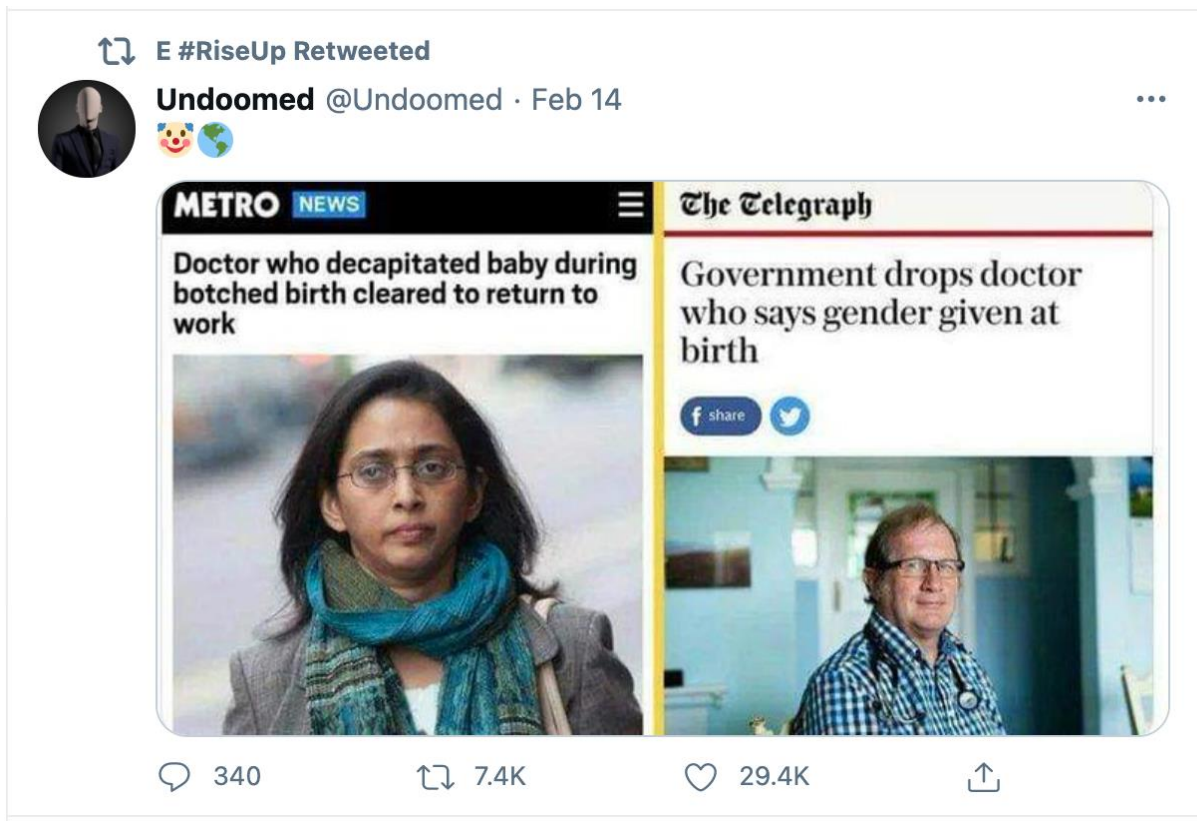 E #RiseUp Retweeted
Undoomed @Undoomed · Feb 14
🤡🌎
METRO NEWS
Doctor who decapitated baby during
botched birth cleared to return to
work
The Telegraph
Government drops doctor
who says gender given at
birth
f share
340
7.4K
29.4K